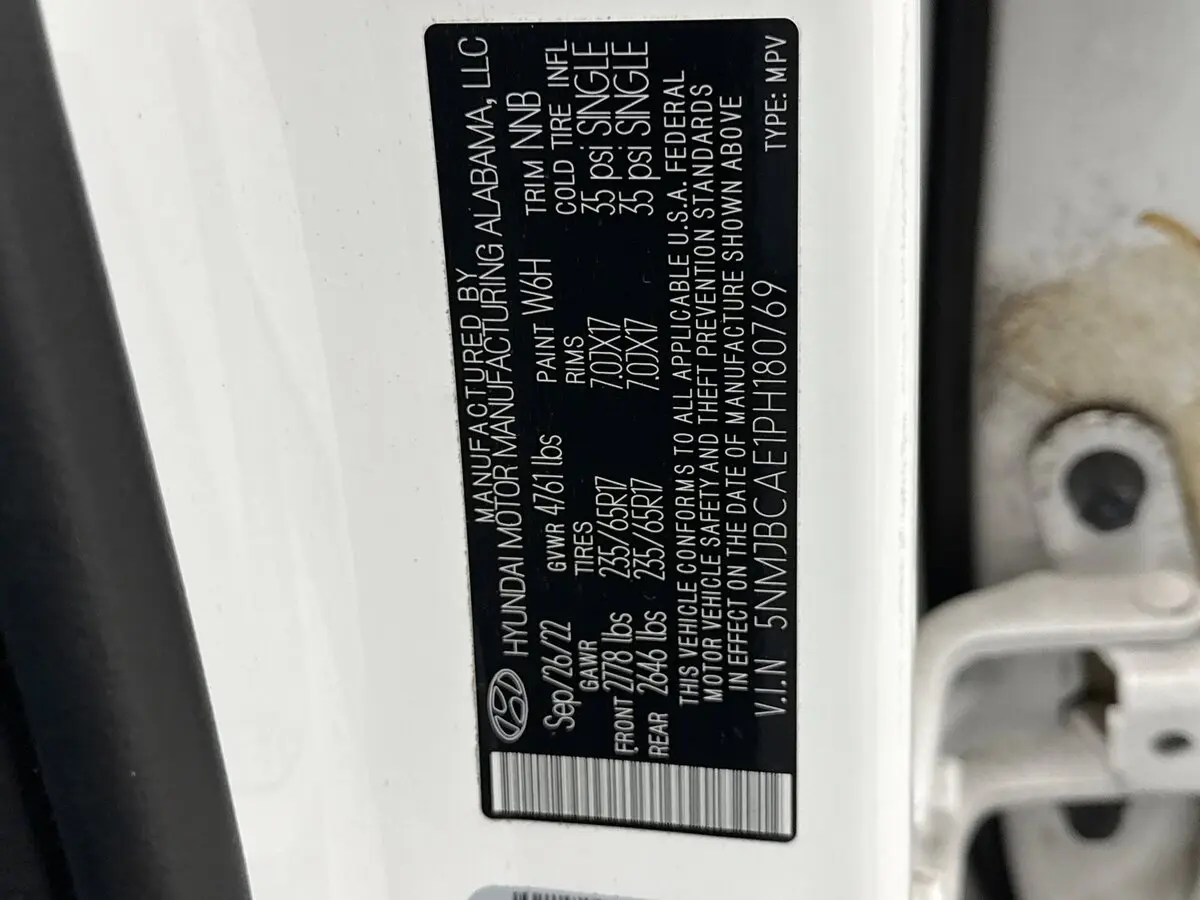 MANUFACTURED BY
HYUNDAI MOTOR MANUFACTURING ALABAMA, LLC
Sep/26/22 GVWR 4761 lbs PAINT W6H TRIM NNB
GAWR TIRES RIMS COLD TIRE INFL
FRONT 2778 lbs 235/65R17 7.0JX17 35 psi SINGLE
REAR 2646 lbs 235/65R17 7.0JX17 35 psi SINGLE
THIS VEHICLE CONFORMS TO ALL APPLICABLE U.S.A. FEDERAL
MOTOR VEHICLE SAFETY AND THEFT PREVENTION STANDARDS
IN EFFECT ON THE DATE OF MANUFACTURE SHOWN ABOVE
V.I.N 5NMJBCAE1PH180769 TYPE: MPV